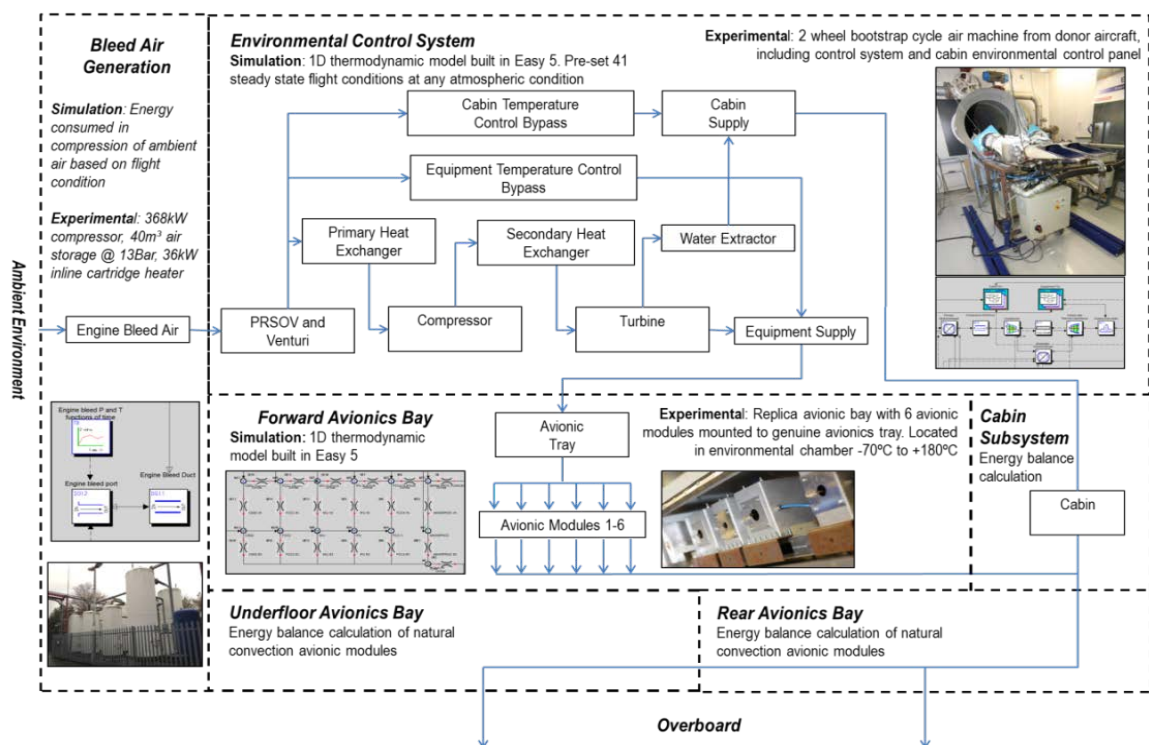 Bleed Air
Generation
Simulation: Energy
consumed in
compression of ambient
air based on flight
condition
Experimental: 368kW
compressor, 40m³ air
storage @ 13Bar, 36kW
inline cartridge heater
Ambient Environment
Engine Bleed Air
Engine bleed P and T
functions of time
Engine Bleed Duct
Engine bleed port
Environmental Control System
Simulation: 1D thermodynamic model built in Easy 5. Pre-set 41
steady state flight conditions at any atmospheric condition
Experimental: 2 wheel bootstrap cycle air machine from donor aircraft,
including control system and cabin environmental control panel
Cabin Temperature
Control Bypass
Cabin
Supply
Equipment Temperature Control
Bypass
Primary Heat
Exchanger
Secondary Heat
Exchanger
Water Extractor
PRSOV and
Venturi
Compressor
Turbine
Equipment Supply
Forward Avionics Bay
Simulation: 1D thermodynamic
model built in Easy 5
Avionic
Tray
Avionic Modules 1-6
Experimental: Replica avionic bay with 6 avionic
modules mounted to genuine avionics tray. Located
in environmental chamber -70ºC to +180ºC
Cabin
Subsystem
Energy balance
calculation
Cabin
Underfloor Avionics Bay
Energy balance calculation of natural
convection avionic modules
Rear Avionics Bay
Energy balance calculation of natural
convection avionic modules
Overboard